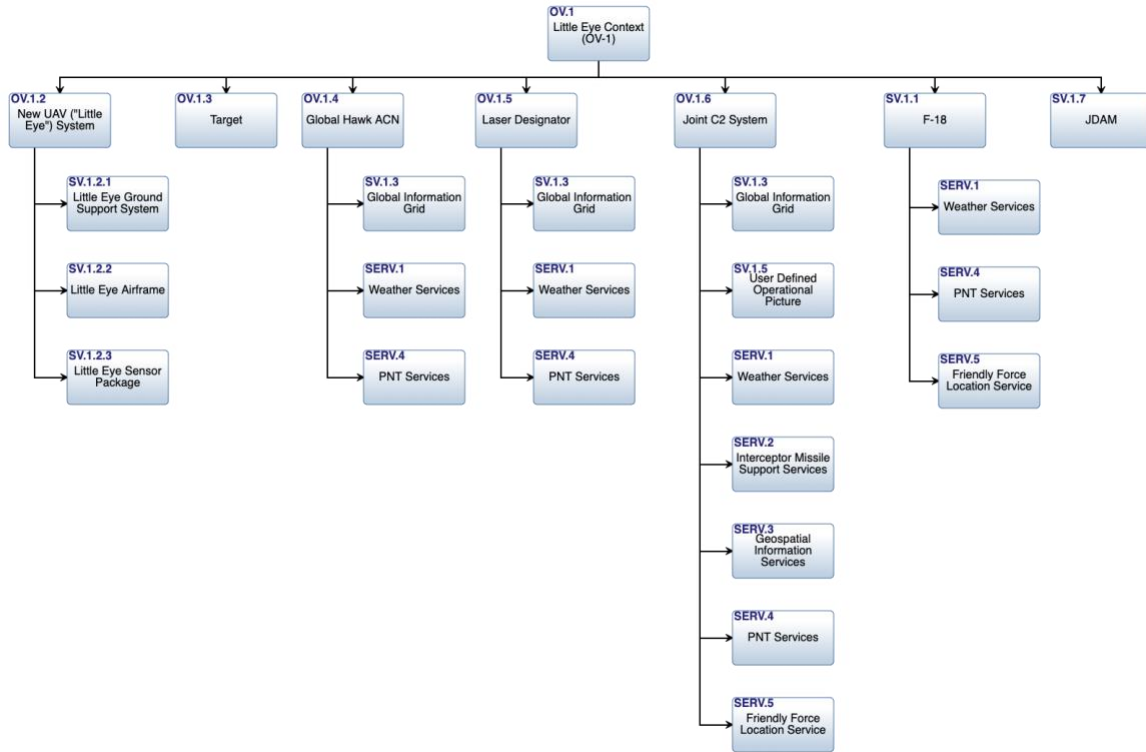 OV.1
Little Eye Context
(OV-1)
OV.1.2
New UAV ("Little
Eye") System
OV.1.3
Target
OV.1.4
Global Hawk ACN
OV.1.5
Laser Designator
OV.1.6
Joint C2 System
SV.1.1
F-18
SV.1.7
JDAM
SV.1.2.1
Little Eye Ground
Support System
SV.1.2.2
Little Eye Airframe
SV.1.2.3
Little Eye Sensor
Package
SV.1.3
Global Information
Grid
SERV.1
Weather Services
SERV.4
PNT Services
SV.1.3
Global Information
Grid
SERV.1
Weather Services
SERV.4
PNT Services
SV.1.3
Global Information
Grid
SV.1.5
User Defined
Operational
Picture
SERV.1
Weather Services
SERV.2
Interceptor Missile
Support Services
SERV.3
Geospatial
Information
Services
SERV.4
PNT Services
SERV.5
Friendly Force
Location Service
SERV.1
Weather Services
SERV.4
PNT Services
SERV.5
Friendly Force
Location Service